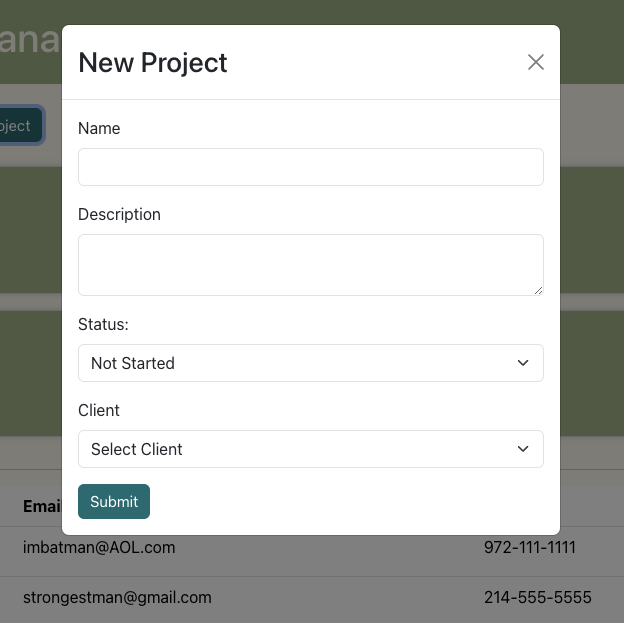 ana
New Project
oject
Name
Description
Status:
Not Started
Client
Select Client
Submit
Emai
imbatman@AOL.com 972-111-1111
strongestman@gmail.com 214-555-5555